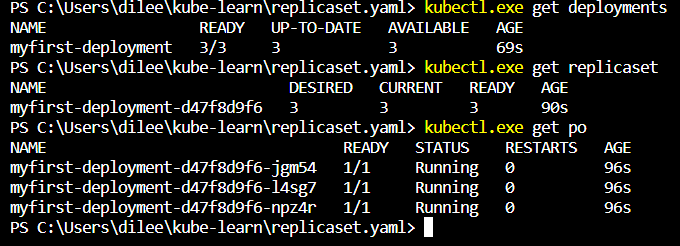 PS C:\Users\dilee\kube-learn\replicaset.yaml> kubectl.exe get deployments
NAME                 READY   UP-TO-DATE   AVAILABLE   AGE
myfirst-deployment   3/3     3            3           69s
PS C:\Users\dilee\kube-learn\replicaset.yaml> kubectl.exe get replicaset
NAME                           DESIRED   CURRENT   READY   AGE
myfirst-deployment-d47f8d9f6   3         3         3       90s
PS C:\Users\dilee\kube-learn\replicaset.yaml> kubectl.exe get po
NAME                                 READY   STATUS    RESTARTS   AGE
myfirst-deployment-d47f8d9f6-jgm54   1/1     Running   0          96s
myfirst-deployment-d47f8d9f6-l4sg7   1/1     Running   0          96s
myfirst-deployment-d47f8d9f6-npz4r   1/1     Running   0          96s
PS C:\Users\dilee\kube-learn\replicaset.yaml>